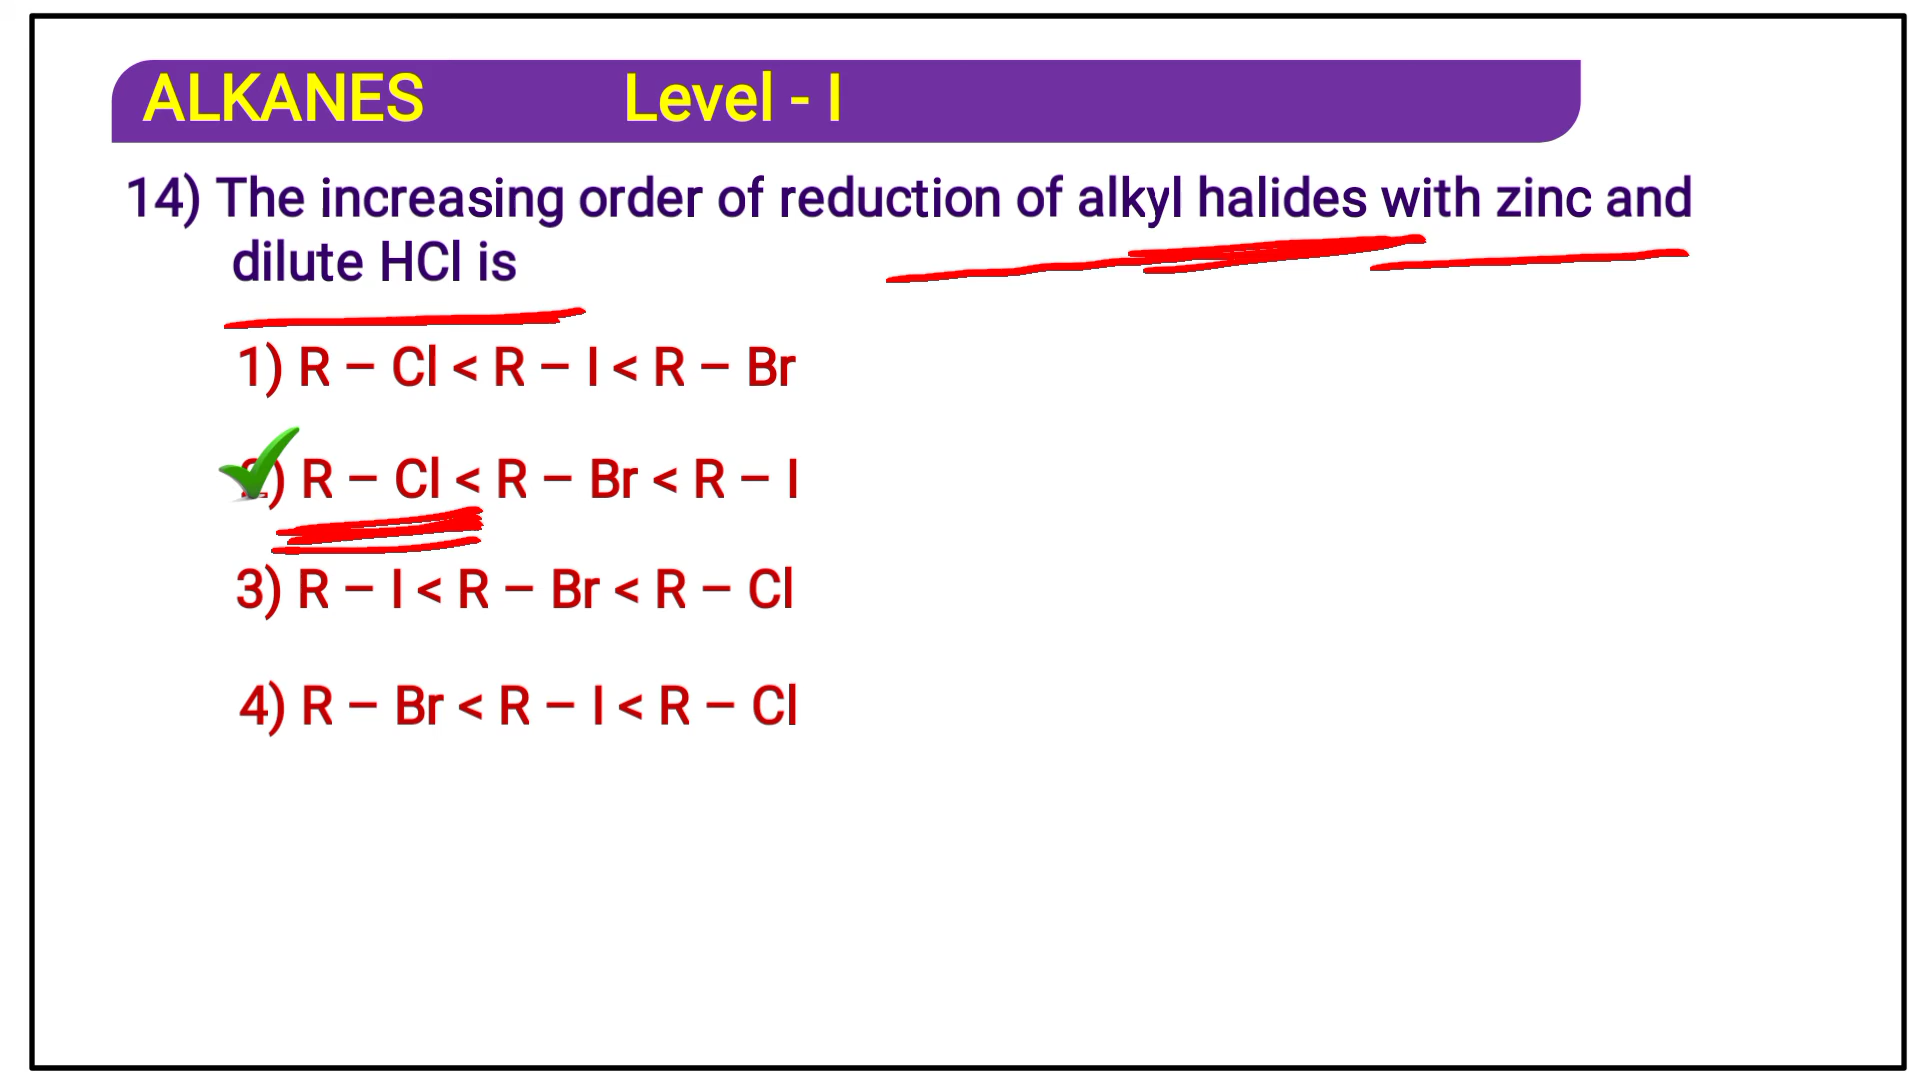 ALKANES Level - I
14) The increasing order of reduction of alkyl halides with zinc and
dilute HCl is
1) R – Cl < R – I < R – Br
2) R – Cl < R – Br < R – I
3) R – I < R – Br < R – Cl
4) R – Br < R – I < R – Cl